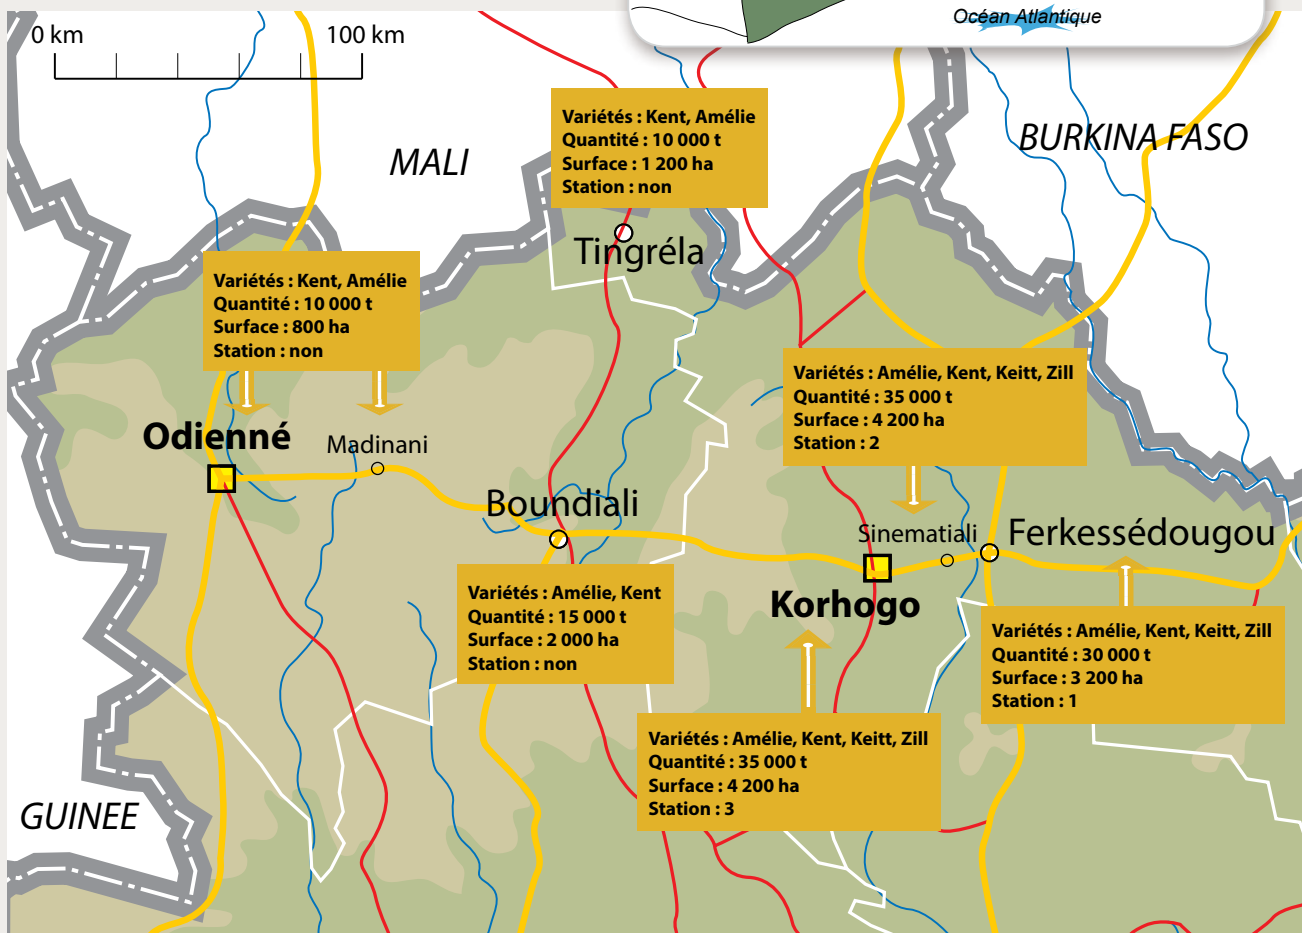 Océan Atlantique
0 km
100 km
MALI
BURKINA FASO
Variétés : Kent, Amélie
Quantité : 10 000 t
Surface : 1 200 ha
Station : non
Tingréla
Variétés : Kent, Amélie
Quantité : 10 000 t
Surface : 800 ha
Station : non
Variétés : Amélie, Kent, Keitt, Zill
Quantité : 35 000 t
Surface : 4 200 ha
Station : 2
Odienné
Madinani
Boundiali
Sinematiali
Ferkessédougou
Korhogo
Variétés : Amélie, Kent
Quantité : 15 000 t
Surface : 2 000 ha
Station : non
Variétés : Amélie, Kent, Keitt, Zill
Quantité : 30 000 t
Surface : 3 200 ha
Station : 1
Variétés : Amélie, Kent, Keitt, Zill
Quantité : 35 000 t
Surface : 4 200 ha
Station : 3
GUINEE